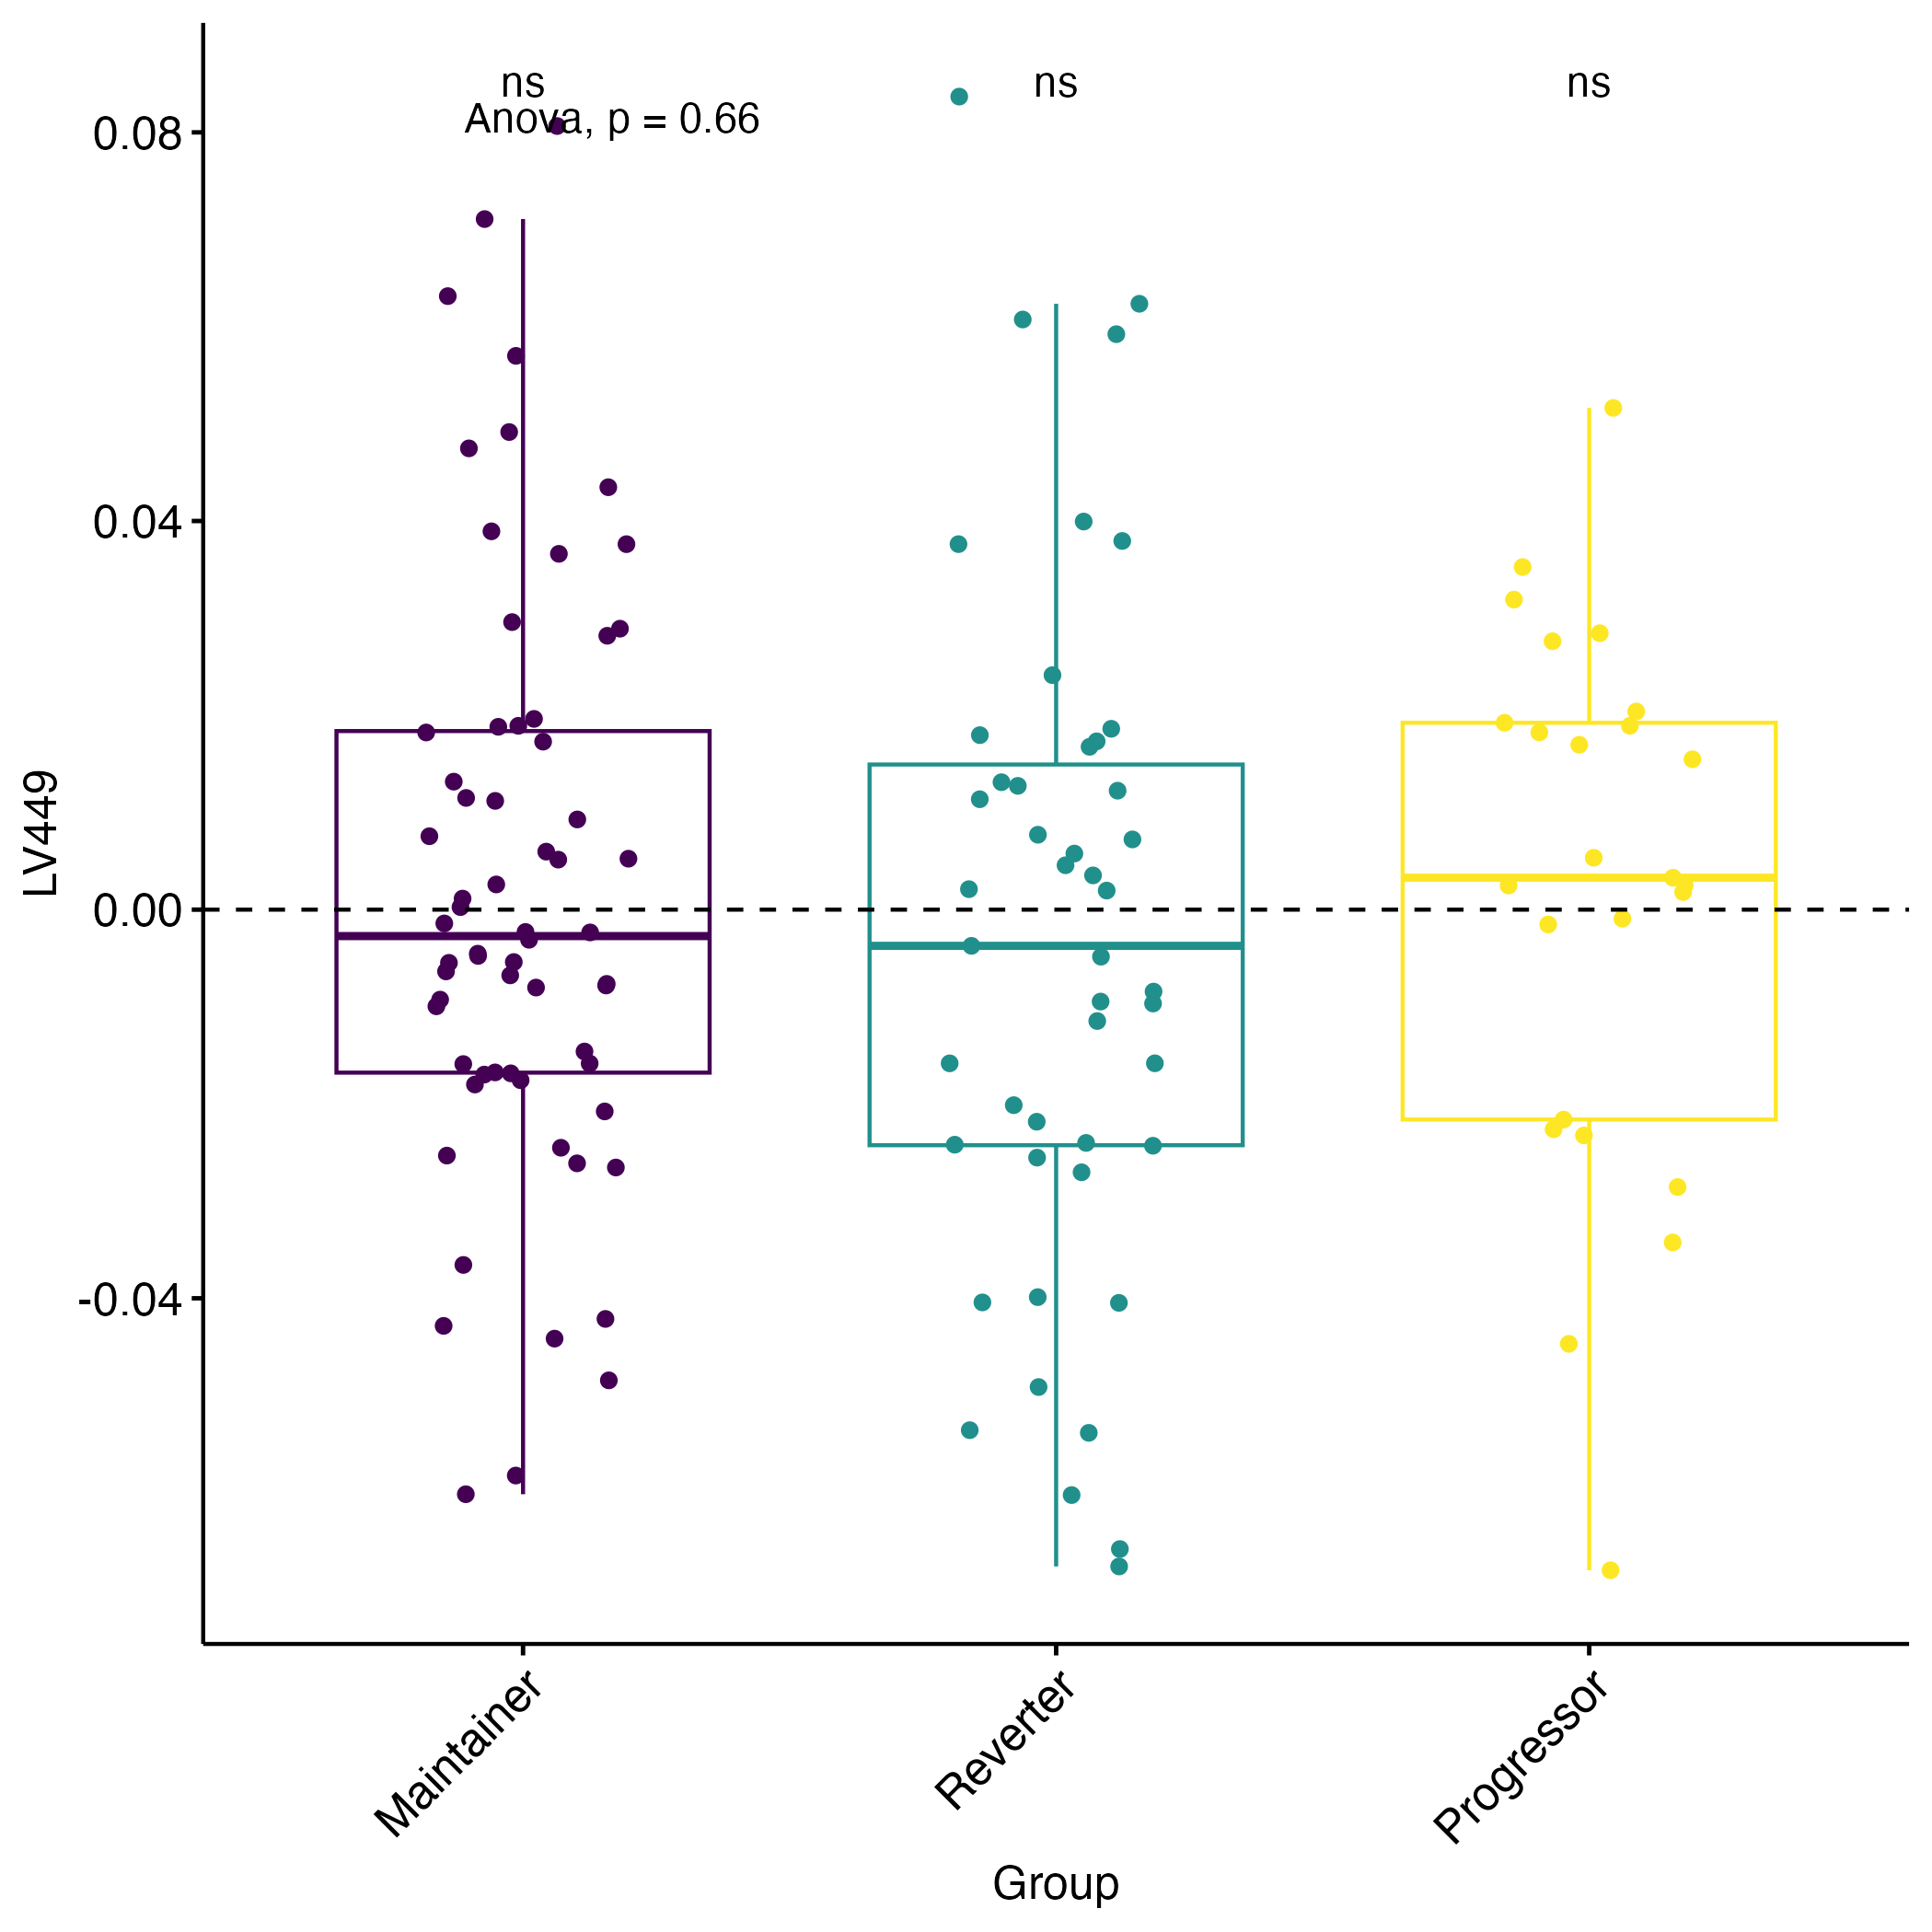 ns ns ns
Anova, p = 0.66
0.08
0.04
0.00
-0.04
LV449
Maintainer Reverter Progressor
Group